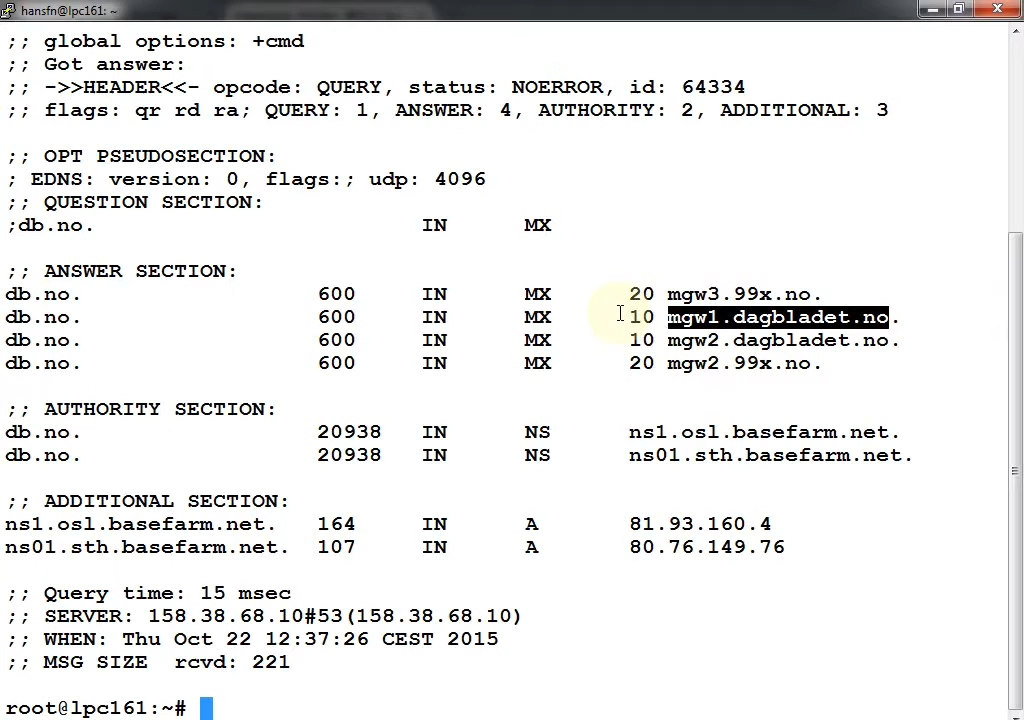 hansfn@lpc161: ~
;; global options: +cmd
;; Got answer:
;; ->>HEADER<<- opcode: QUERY, status: NOERROR, id: 64334
;; flags: qr rd ra; QUERY: 1, ANSWER: 4, AUTHORITY: 2, ADDITIONAL: 3
;; OPT PSEUDOSECTION:
; EDNS: version: 0, flags:; udp: 4096
;; QUESTION SECTION:
;db.no. IN MX
;; ANSWER SECTION:
db.no. 600 IN MX 20 mgw3.99x.no.
db.no. 600 IN MX 10 mgw1.dagbladet.no.
db.no. 600 IN MX 10 mgw2.dagbladet.no.
db.no. 600 IN MX 20 mgw2.99x.no.
;; AUTHORITY SECTION:
db.no. 20938 IN NS ns1.osl.basefarm.net.
db.no. 20938 IN NS ns01.sth.basefarm.net.
;; ADDITIONAL SECTION:
ns1.osl.basefarm.net. 164 IN A 81.93.160.4
ns01.sth.basefarm.net. 107 IN A 80.76.149.76
;; Query time: 15 msec
;; SERVER: 158.38.68.10#53(158.38.68.10)
;; WHEN: Thu Oct 22 12:37:26 CEST 2015
;; MSG SIZE rcvd: 221
root@lpc161:~#